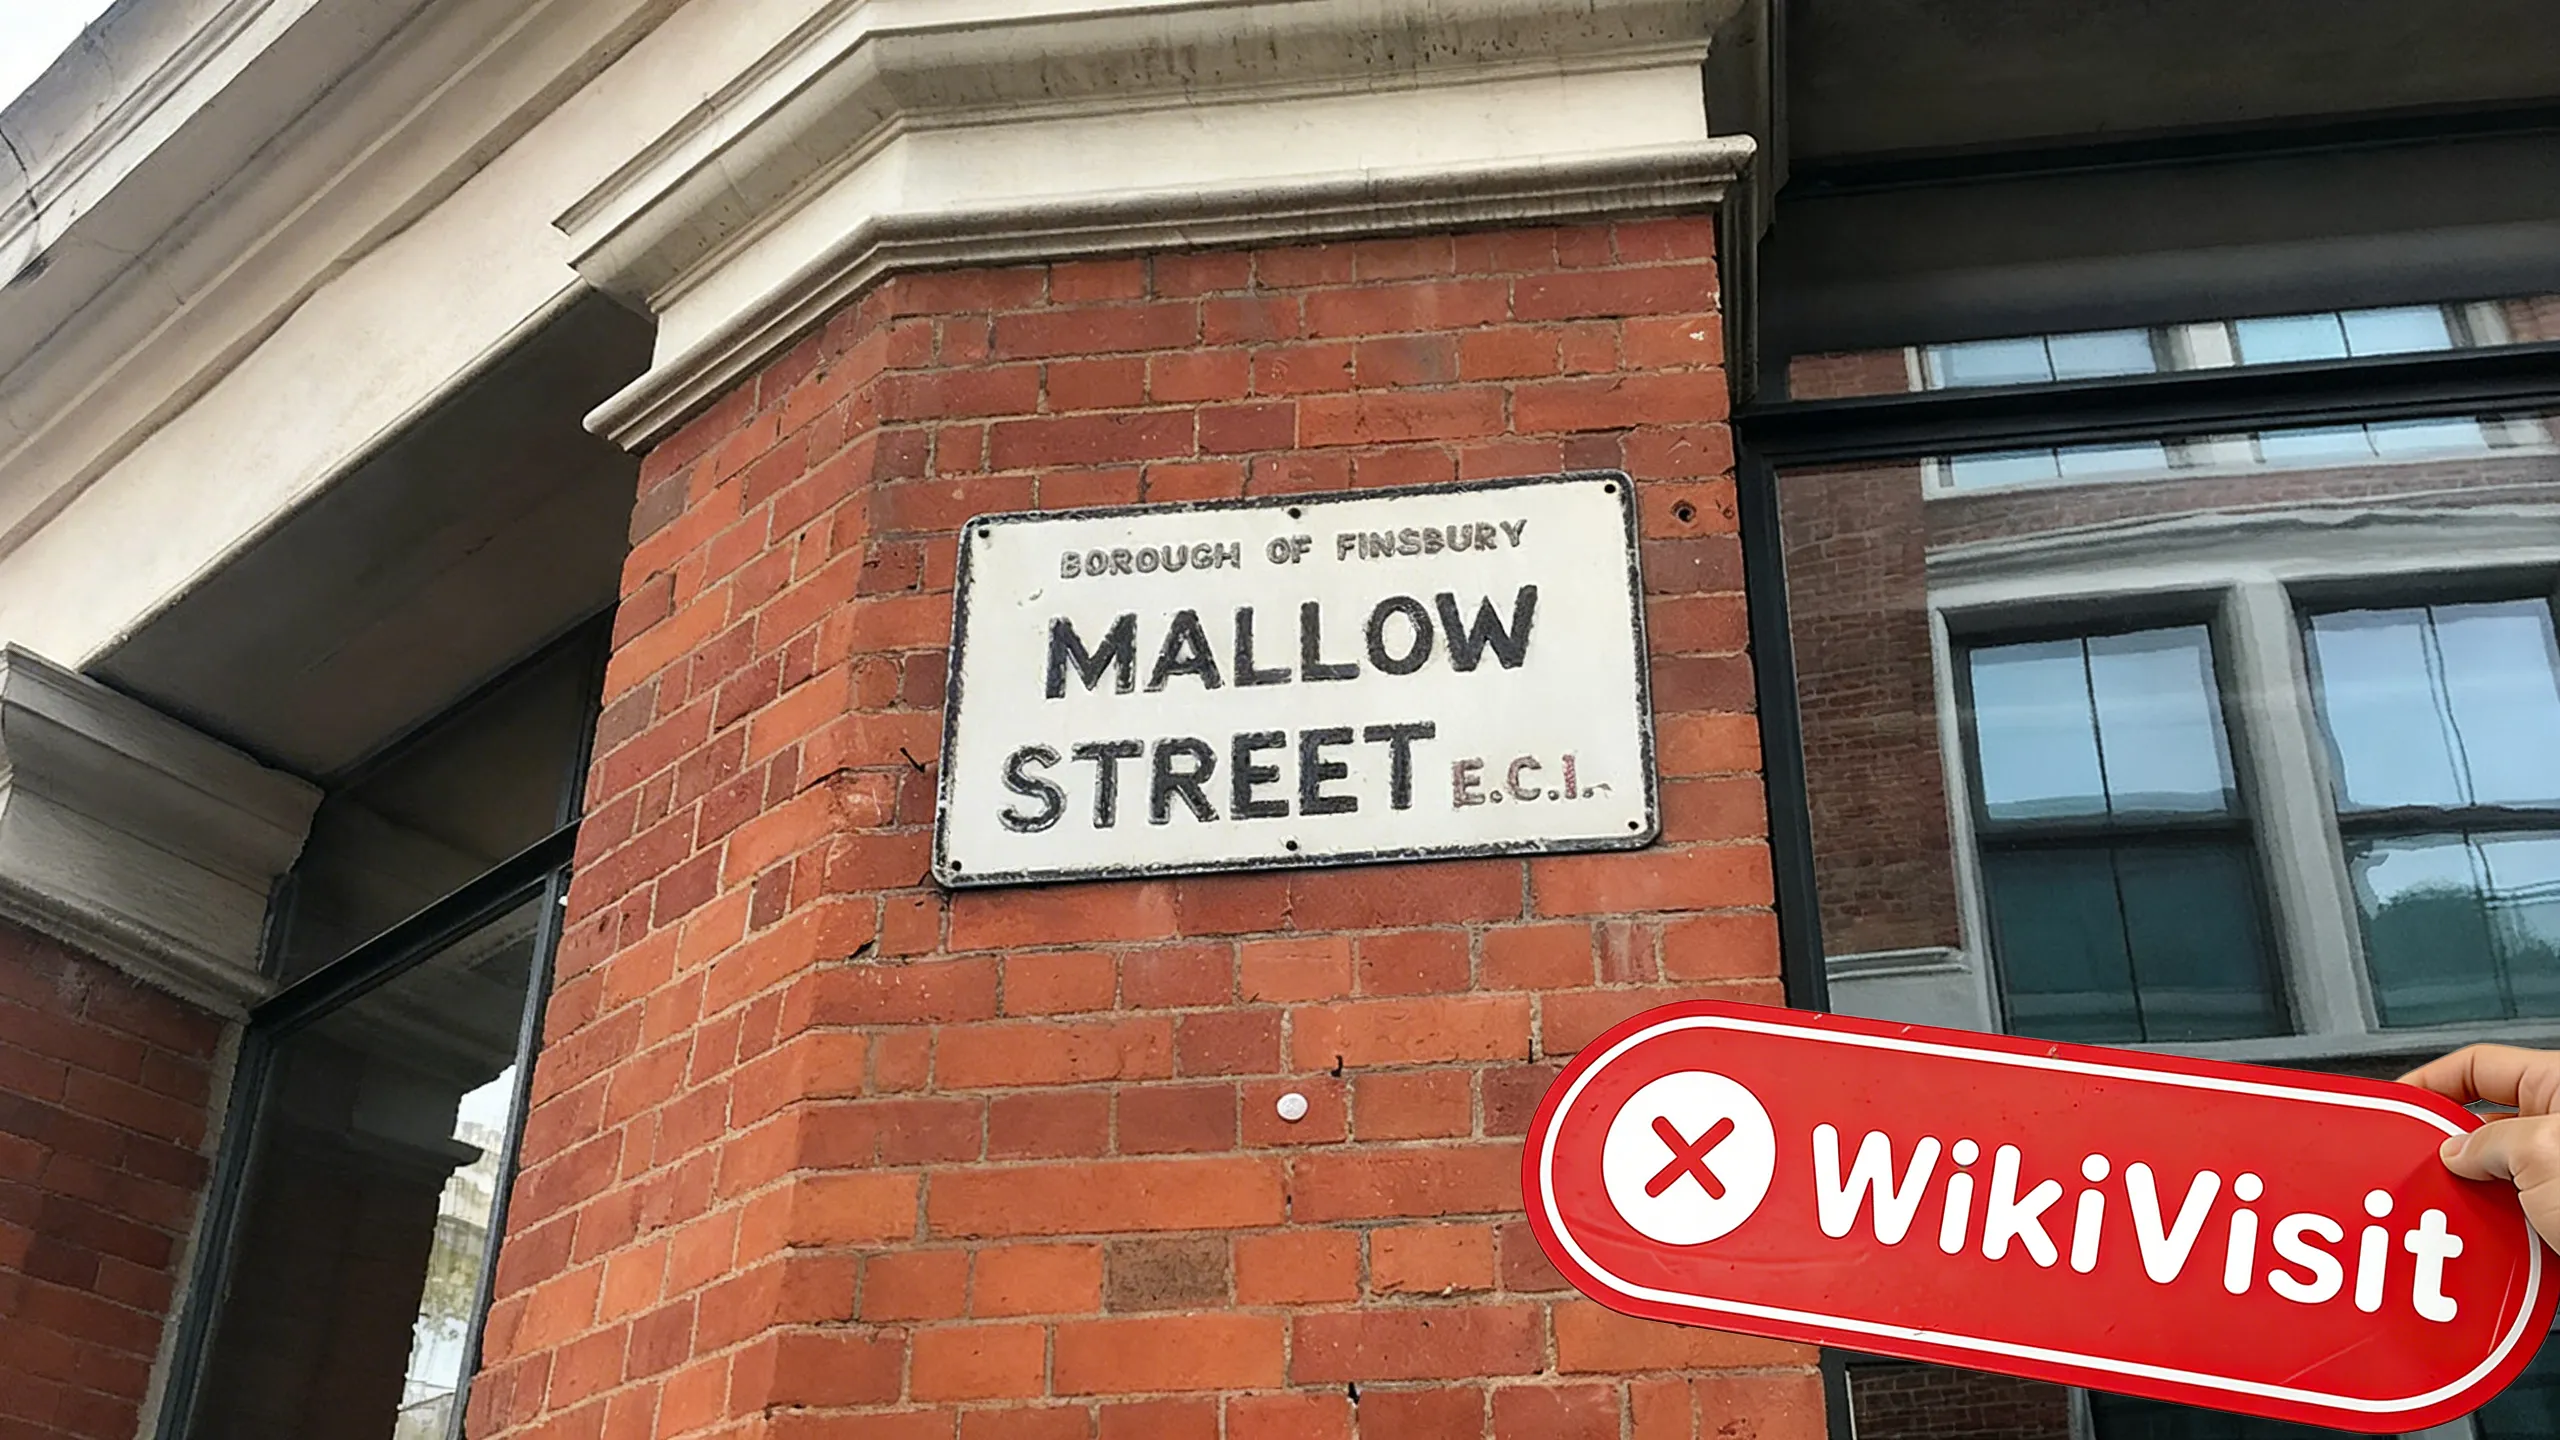 BOROUGH OF FINSBURY
MALLOW
STREET E.C.1.
WikiVisit